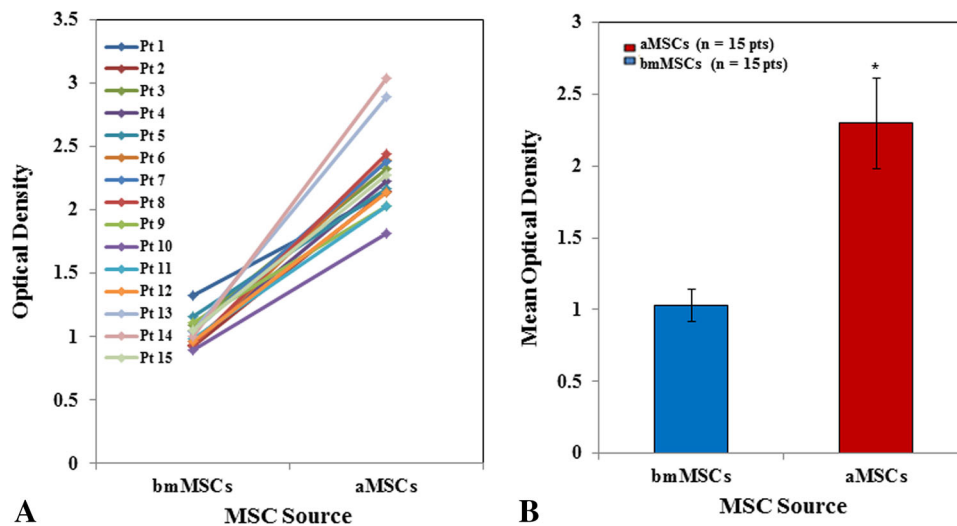 3.5
3
2.5
2
1.5
1
0.5
0
Optical Density
Pt 1
Pt 2
Pt 3
Pt 4
Pt 5
Pt 6
Pt 7
Pt 8
Pt 9
Pt 10
Pt 11
Pt 12
Pt 13
Pt 14
Pt 15
bmMSCs aMSCs
MSC Source
A
3
2.5
2
1.5
1
0.5
0
Mean Optical Density
aMSCs (n = 15 pts)
bmMSCs (n = 15 pts)
*
bmMSCs aMSCs
MSC Source
B